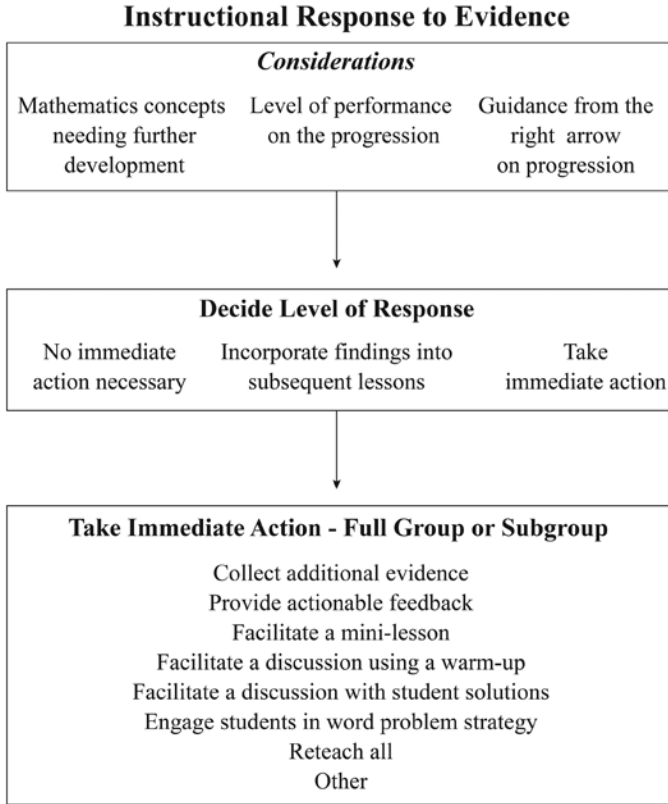 Instructional Response to Evidence
Considerations
Mathematics concepts
needing further
development
Level of performance
on the progression
Guidance from the
right arrow
on progression
Decide Level of Response
No immediate
action necessary
Incorporate findings into
subsequent lessons
Take
immediate action
Take Immediate Action - Full Group or Subgroup
Collect additional evidence
Provide actionable feedback
Facilitate a mini-lesson
Facilitate a discussion using a warm-up
Facilitate a discussion with student solutions
Engage students in word problem strategy
Reteach all
Other